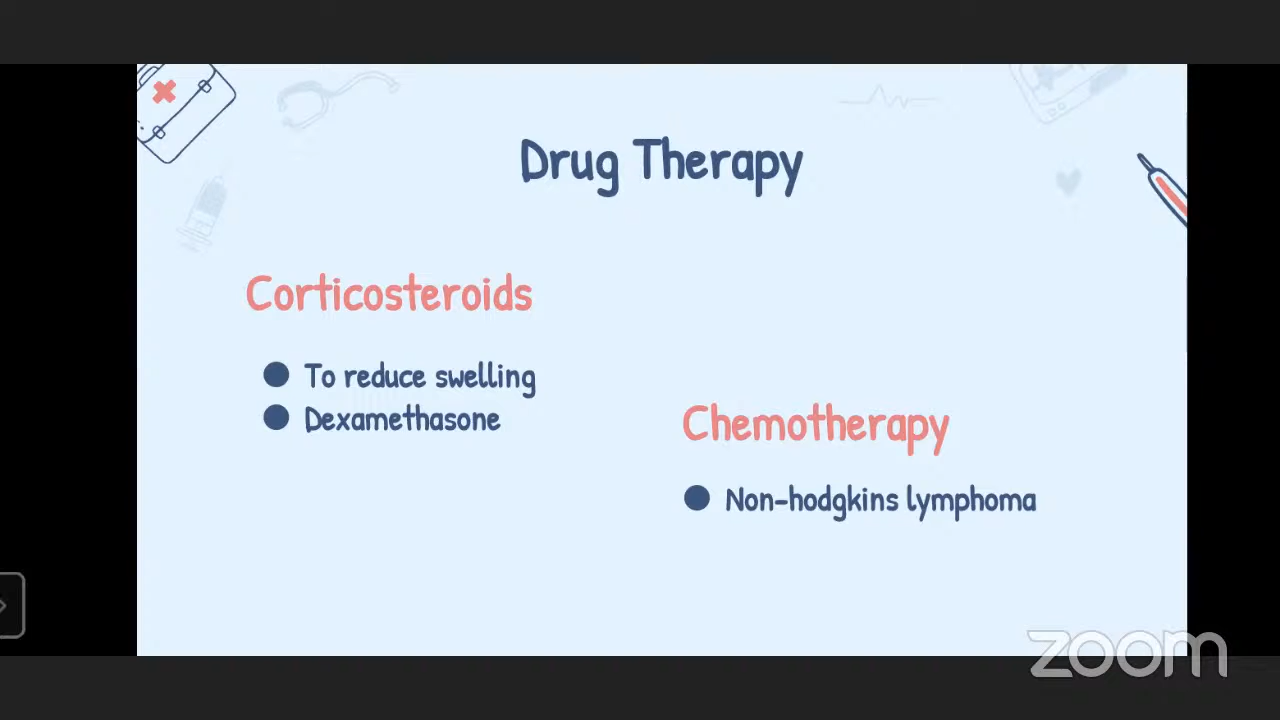 Drug Therapy
Corticosteroids
To reduce swelling
Dexamethasone
Chemotherapy
Non-hodgkins lymphoma
zoom